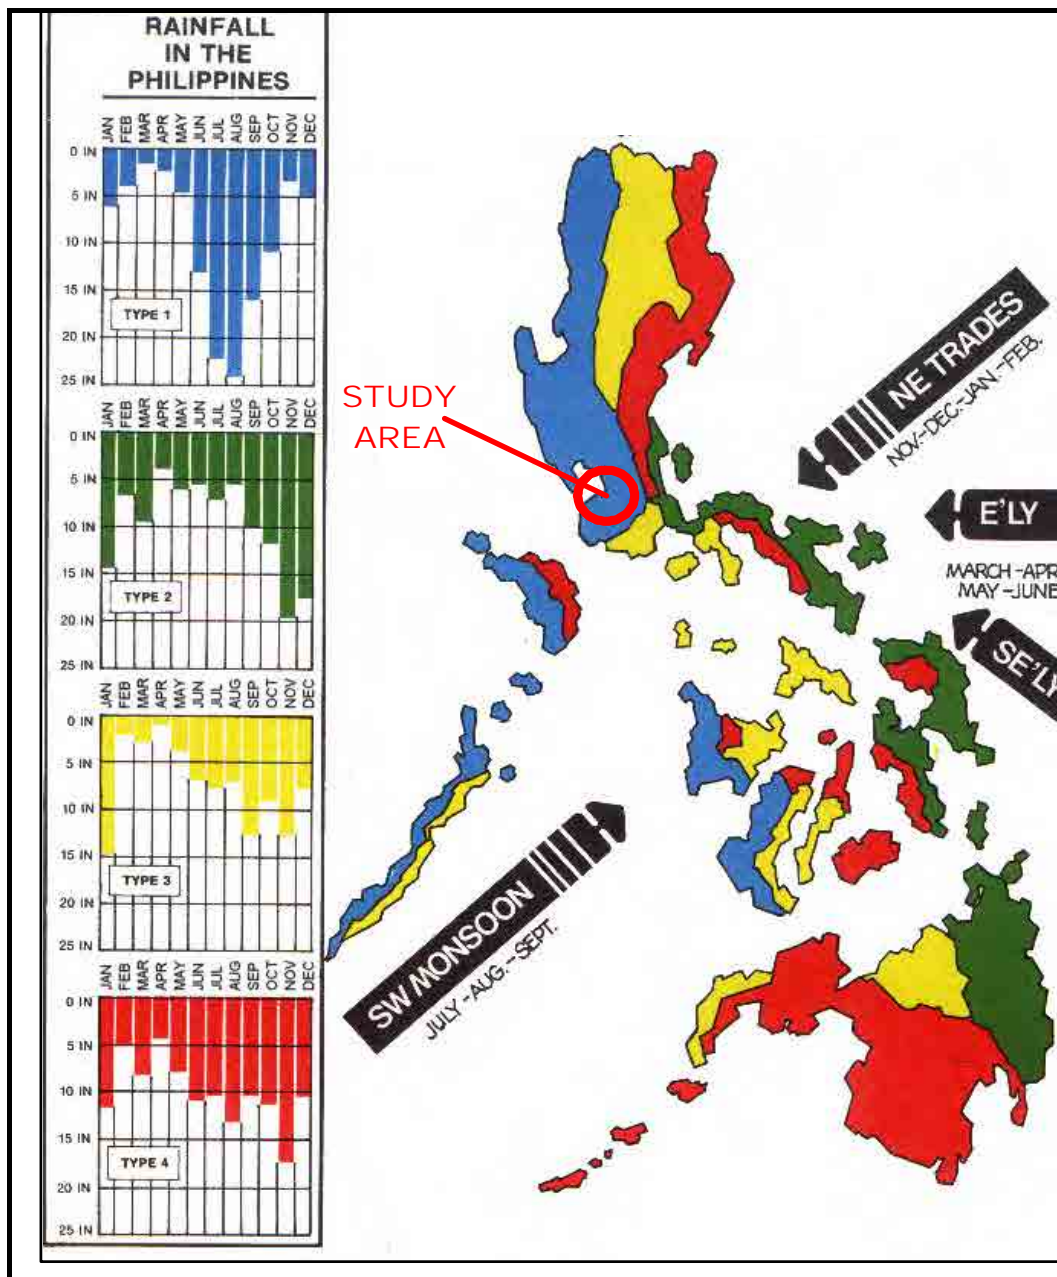 RAINFALL
IN THE
PHILIPPINES
JAN FEB MAR APR MAY JUN JUL AUG SEP OCT NOV DEC
0 IN
5 IN
10 IN
15 IN
TYPE 1
20 IN
25 IN
JAN FEB MAR APR MAY JUN JUL AUG SEP OCT NOV DEC
0 IN
5 IN
10 IN
15 IN
TYPE 2
20 IN
25 IN
JAN FEB MAR APR MAY JUN JUL AUG SEP OCT NOV DEC
0 IN
5 IN
10 IN
15 IN
TYPE 3
20 IN
25 IN
JAN FEB MAR APR MAY JUN JUL AUG SEP OCT NOV DEC
0 IN
5 IN
10 IN
15 IN
TYPE 4
20 IN
25 IN
STUDY
AREA
NE TRADES
NOV.-DEC.-JAN.-FEB.
E'LY
MARCH-APR
MAY-JUNE
SE'LY
SW MONSOON
JULY-AUG.-SEPT.